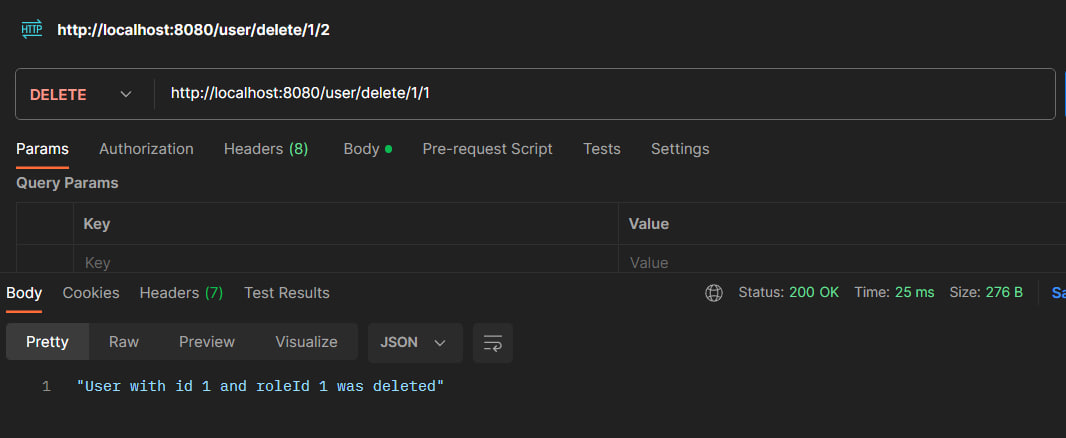 HTTP http://localhost:8080/user/delete/1/2
DELETE http://localhost:8080/user/delete/1/1
Params Authorization Headers (8) Body Pre-request Script Tests Settings
Query Params
Key Value
Key Value
Body Cookies Headers (7) Test Results Status: 200 OK Time: 25 ms Size: 276 B Sa
Pretty Raw Preview Visualize JSON
1 "User with id 1 and roleId 1 was deleted"